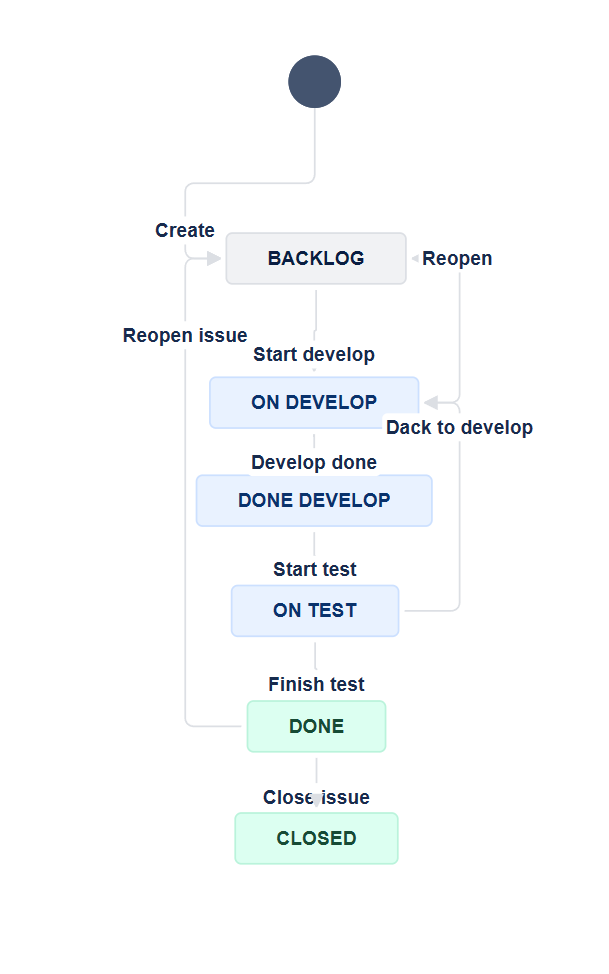 Create
BACKLOG
Reopen
Reopen issue
Start develop
ON DEVELOP
Dack to develop
Develop done
DONE DEVELOP
Start test
ON TEST
Finish test
DONE
Close issue
CLOSED